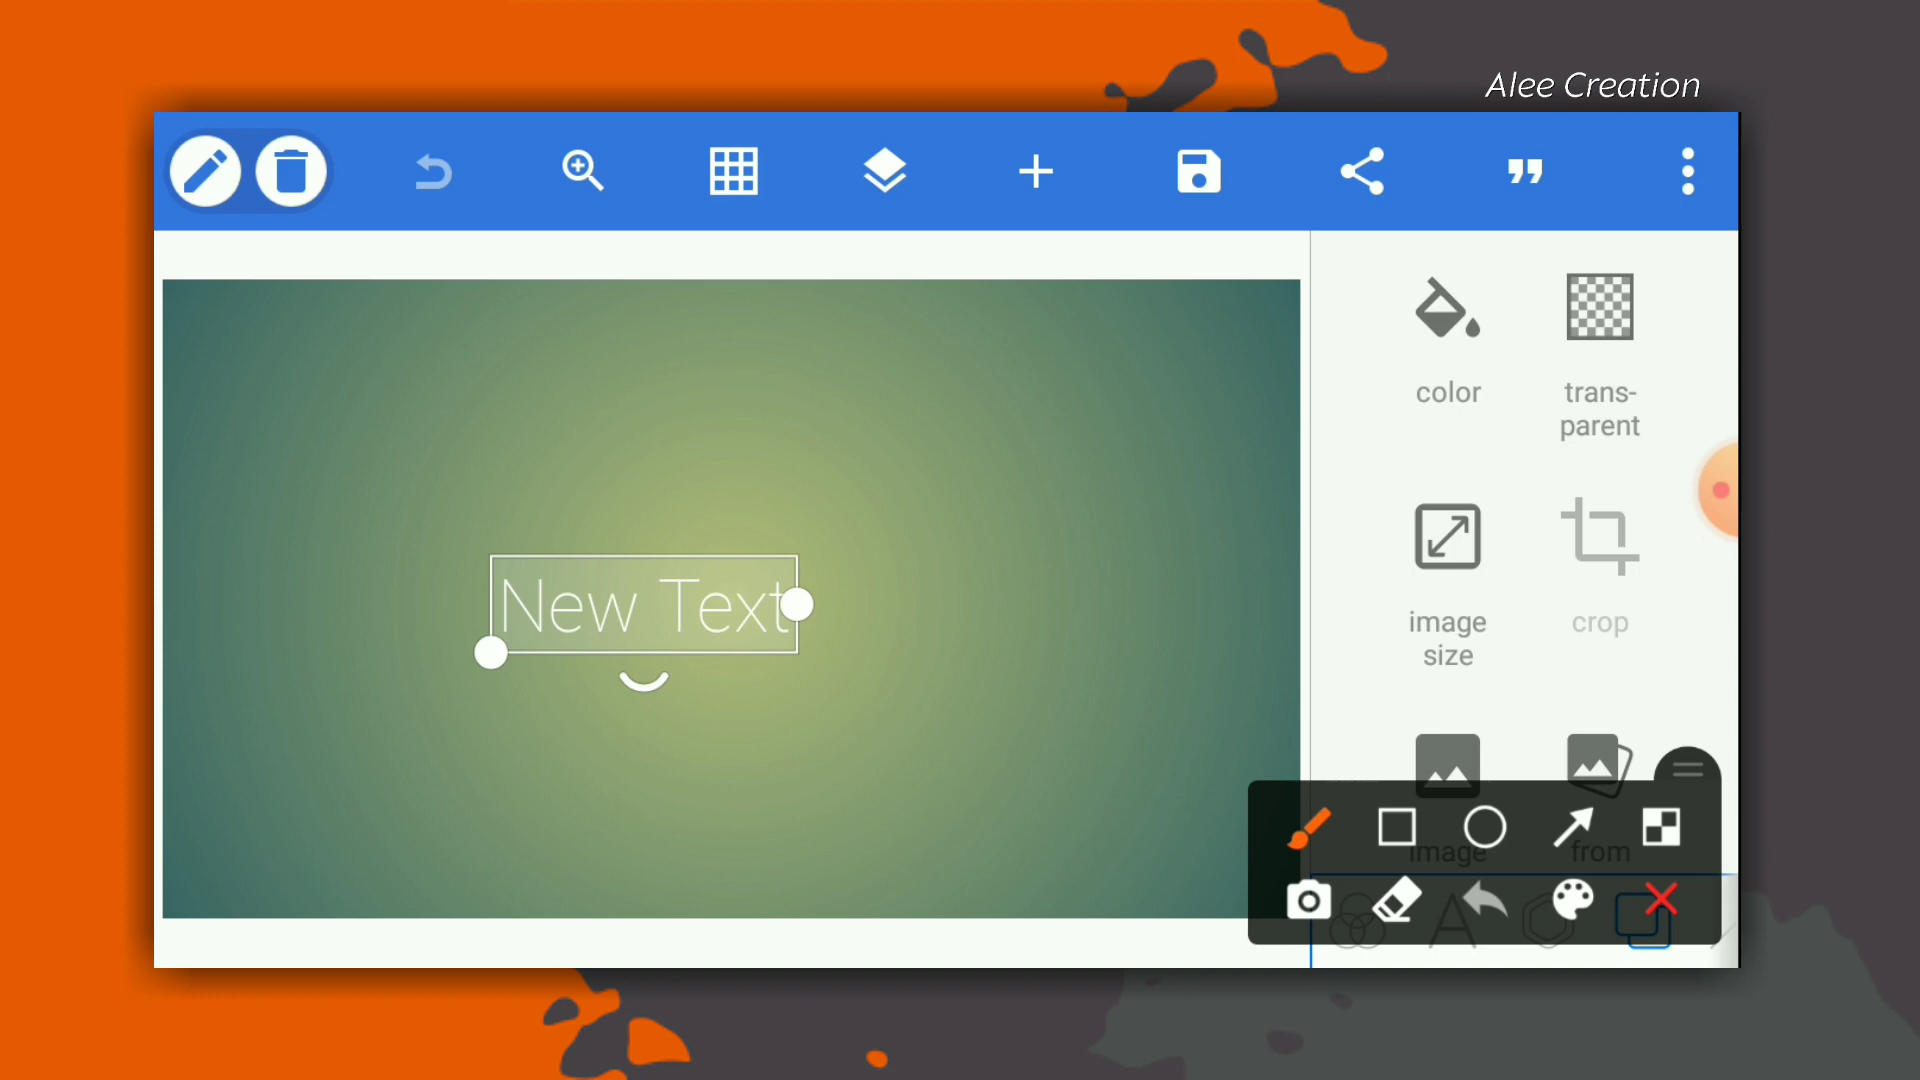 Alee Creation
color
trans-
parent
New Text
image
size
crop
image
from